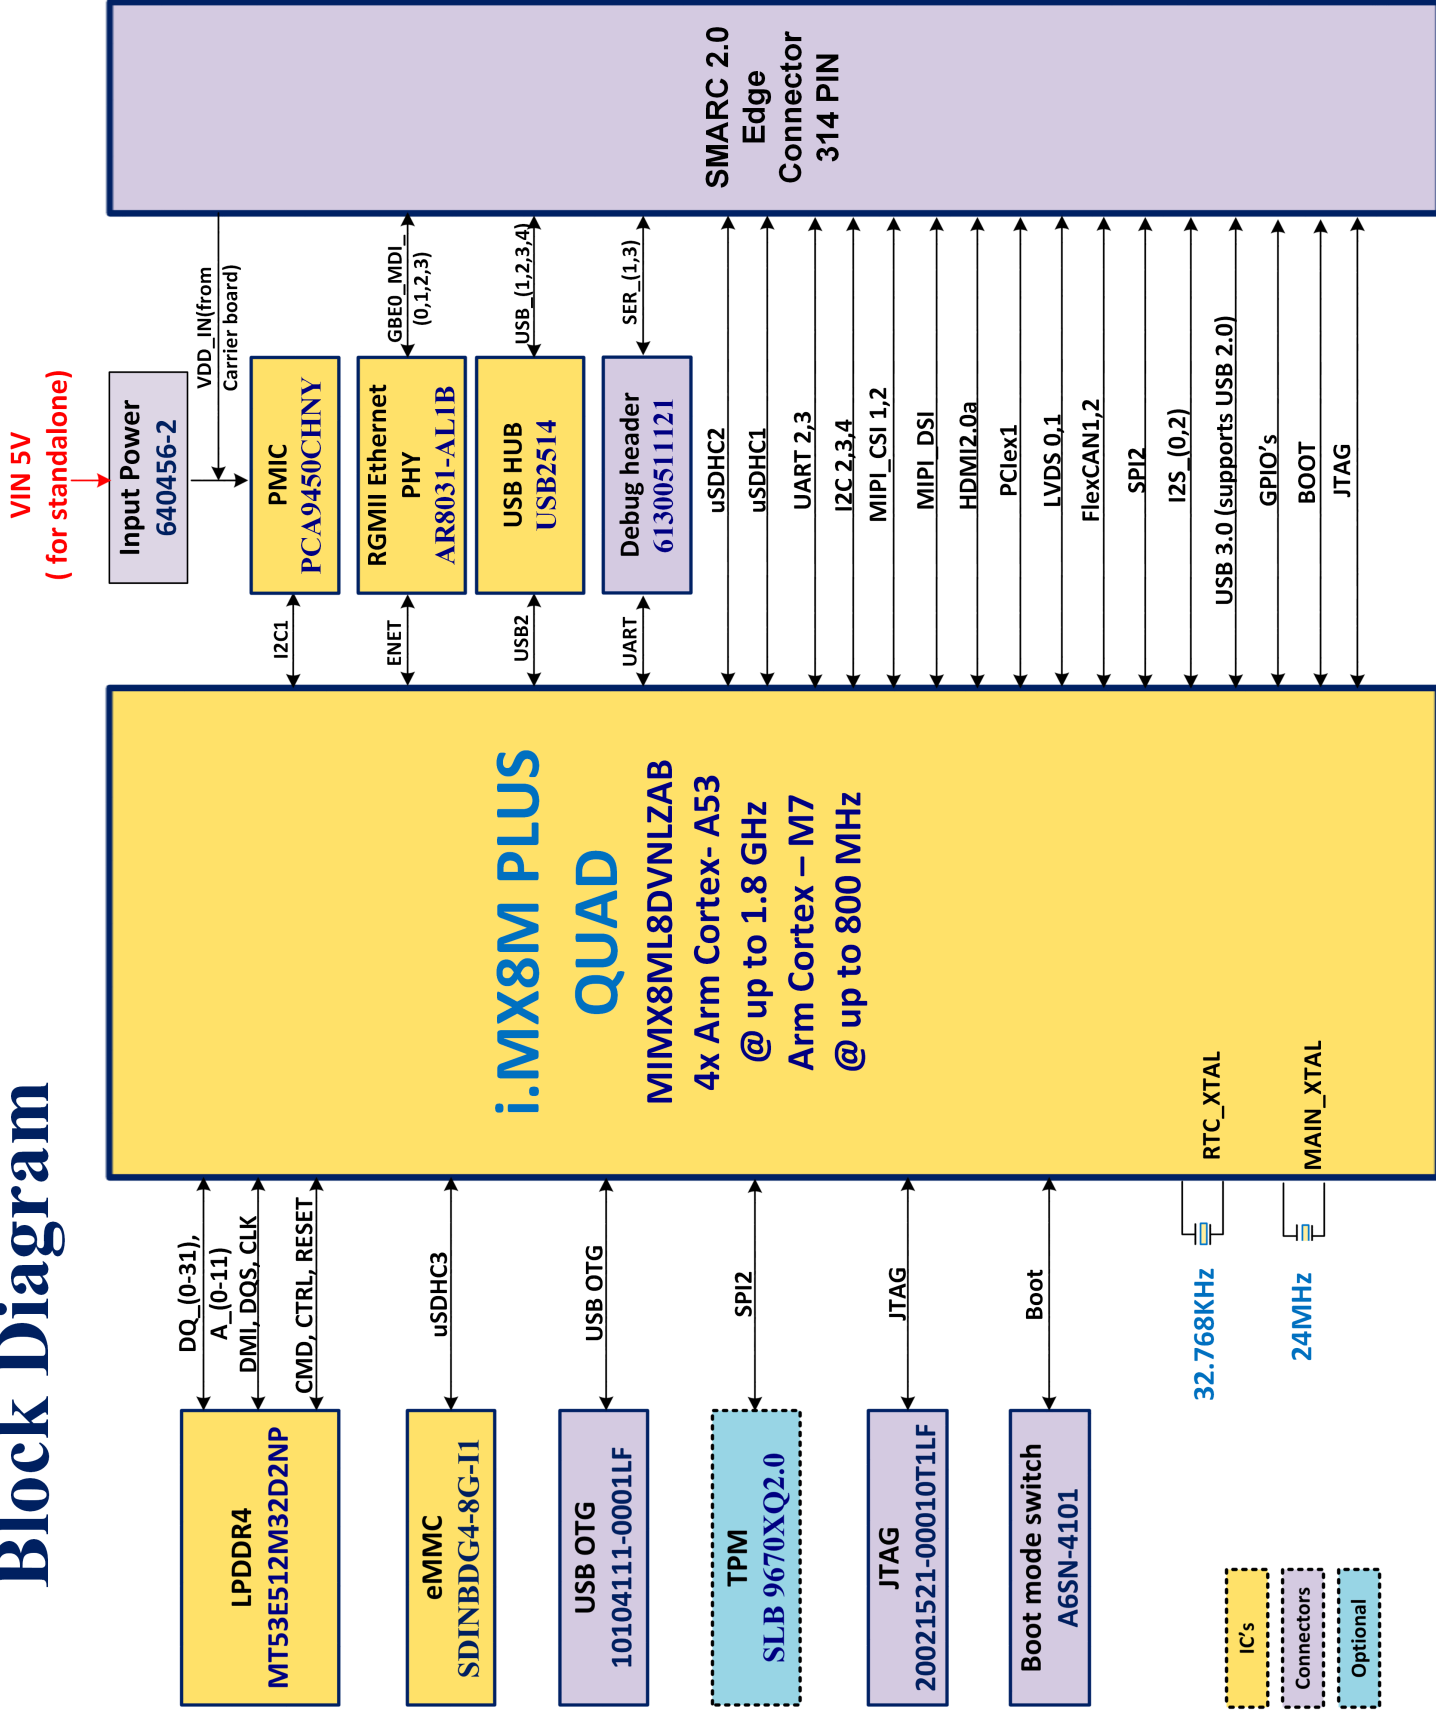 Block Diagram
LPDDR4
MT53E512M32D2NP
eMMC
SDINBDG4-8G-I1
USB OTG
10104111-0001LF
TPM
SLB 9670XQ2.0
JTAG
20021521-00010T1LF
Boot mode switch
A6SN-4101
IC's
Connectors
Optional
DQ_(0-31),
A_(0-11)
DMI, DQS, CLK
CMD, CTRL, RESET
uSDHC3
USB OTG
SPI2
JTAG
Boot
32.768KHz
24MHz
RTC_XTAL
MAIN_XTAL
i.MX8M PLUS
QUAD
MIMX8ML8DVNLZAB
4x Arm Cortex- A53
@ up to 1.8 GHz
Arm Cortex – M7
@ up to 800 MHz
I2C1
ENET
USB2
UART
VIN 5V
( for standalone)
Input Power
640456-2
PMIC
PCA9450CHNY
RGMII Ethernet
PHY
AR8031-AL1B
USB HUB
USB2514
Debug header
61300511121
VDD_IN(from
Carrier board)
GBE0_MDI_
(0,1,2,3)
USB_(1,2,3,4)
SER_(1,3)
uSDHC2
uSDHC1
UART 2,3
I2C 2,3,4
MIPI_CSI 1,2
MIPI_DSI
HDMI2.0a
PCIex1
LVDS 0,1
FlexCAN1,2
SPI2
I2S_(0,2)
USB 3.0 (supports USB 2.0)
GPIO's
BOOT
JTAG
SMARC 2.0
Edge
Connector
314 PIN